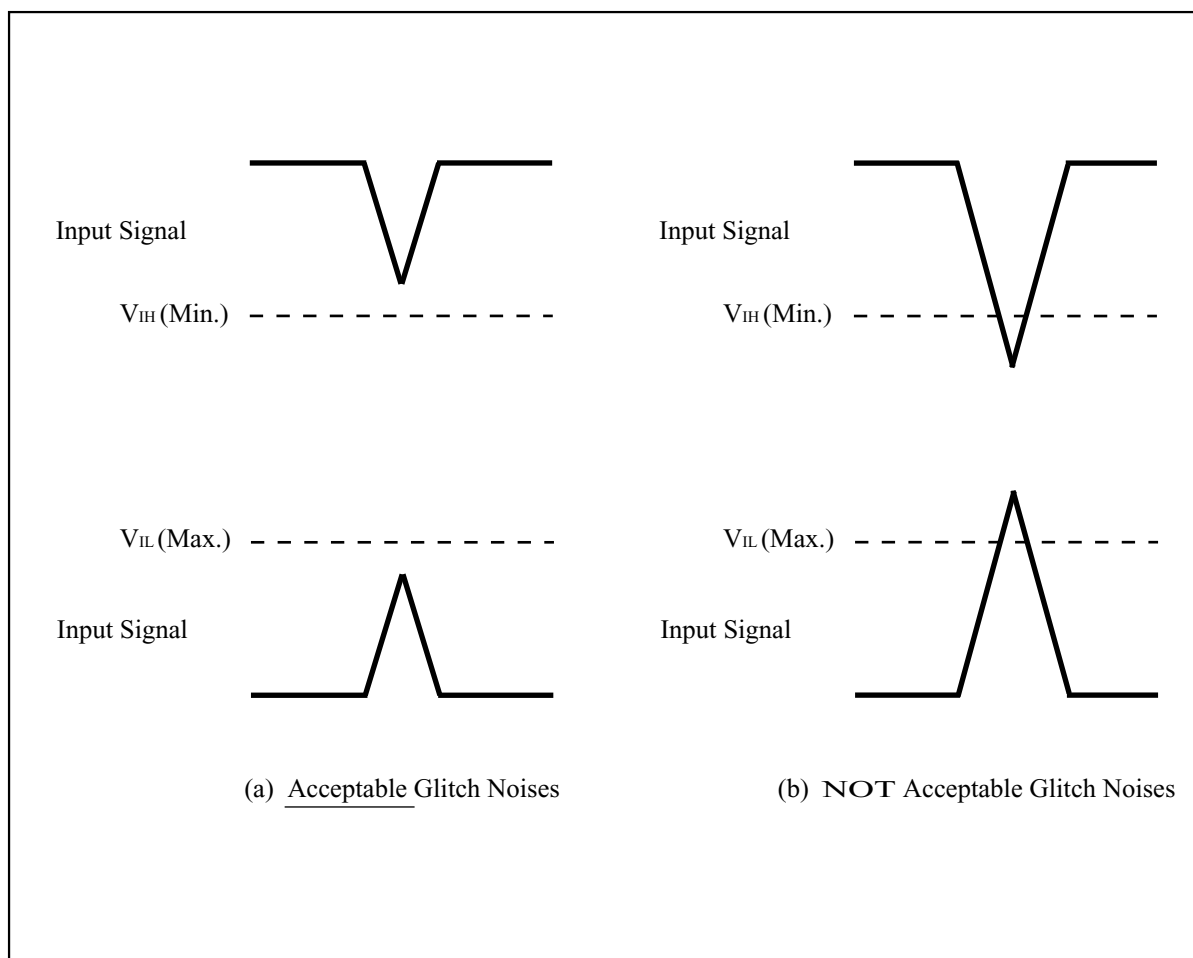 Input Signal
VIH (Min.)
VIL (Max.)
Input Signal
(a) Acceptable Glitch Noises
Input Signal
VIH (Min.)
VIL (Max.)
Input Signal
(b) NOT Acceptable Glitch Noises